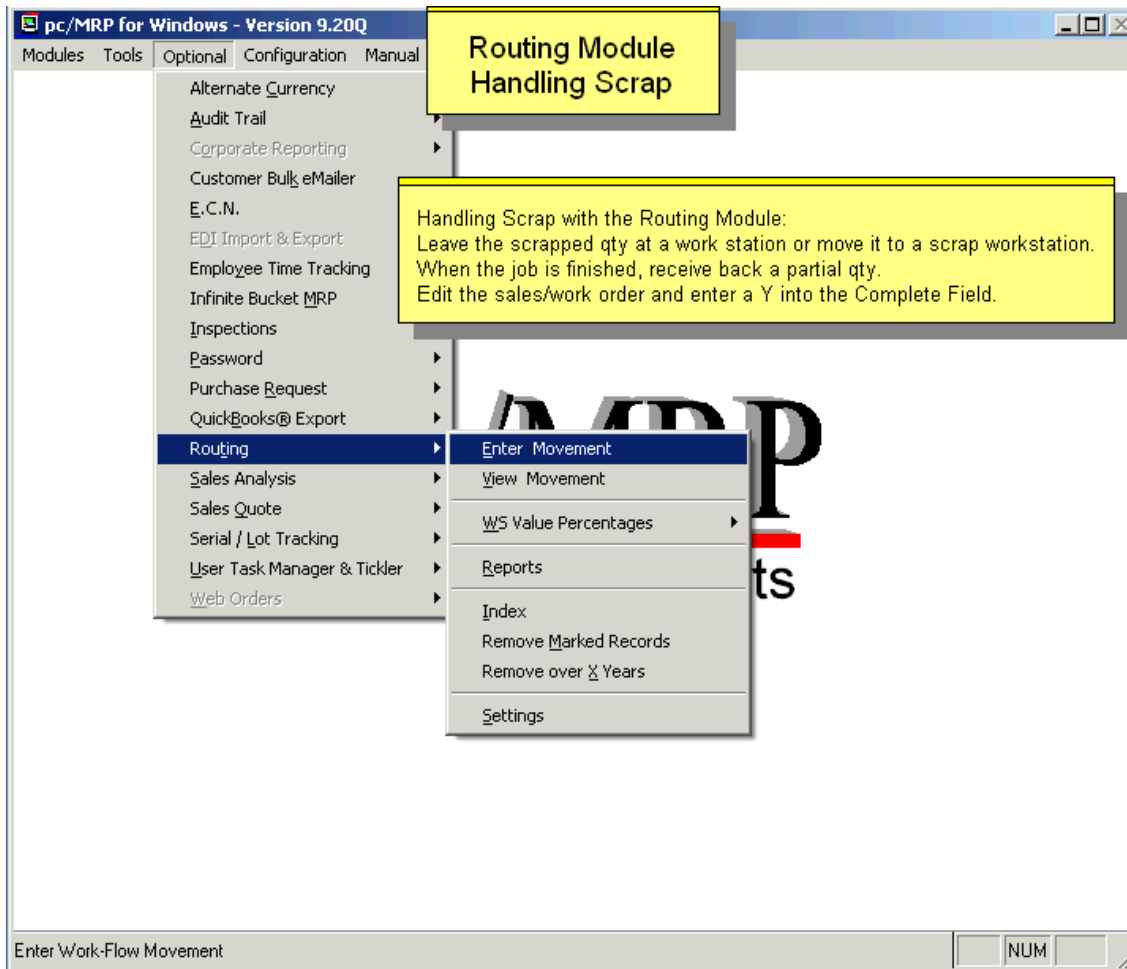 pc/MRP for Windows - Version 9.20Q
Modules Tools Optional Configuration Manual
Routing Module
Handling Scrap
Alternate Currency
Audit Trail
Corporate Reporting
Customer Bulk eMailer
E.C.N.
EDI Import & Export
Employee Time Tracking
Infinite Bucket MRP
Inspections
Password
Purchase Request
QuickBooks® Export
Routing
Sales Analysis
Sales Quote
Serial / Lot Tracking
User Task Manager & Tickler
Web Orders
Handling Scrap with the Routing Module:
Leave the scrapped qty at a work station or move it to a scrap workstation.
When the job is finished, receive back a partial qty.
Edit the sales/work order and enter a Y into the Complete Field.
/MRP
ts
Enter Movement
View Movement
WS Value Percentages
Reports
Index
Remove Marked Records
Remove over X Years
Settings
Enter Work-Flow Movement
NUM